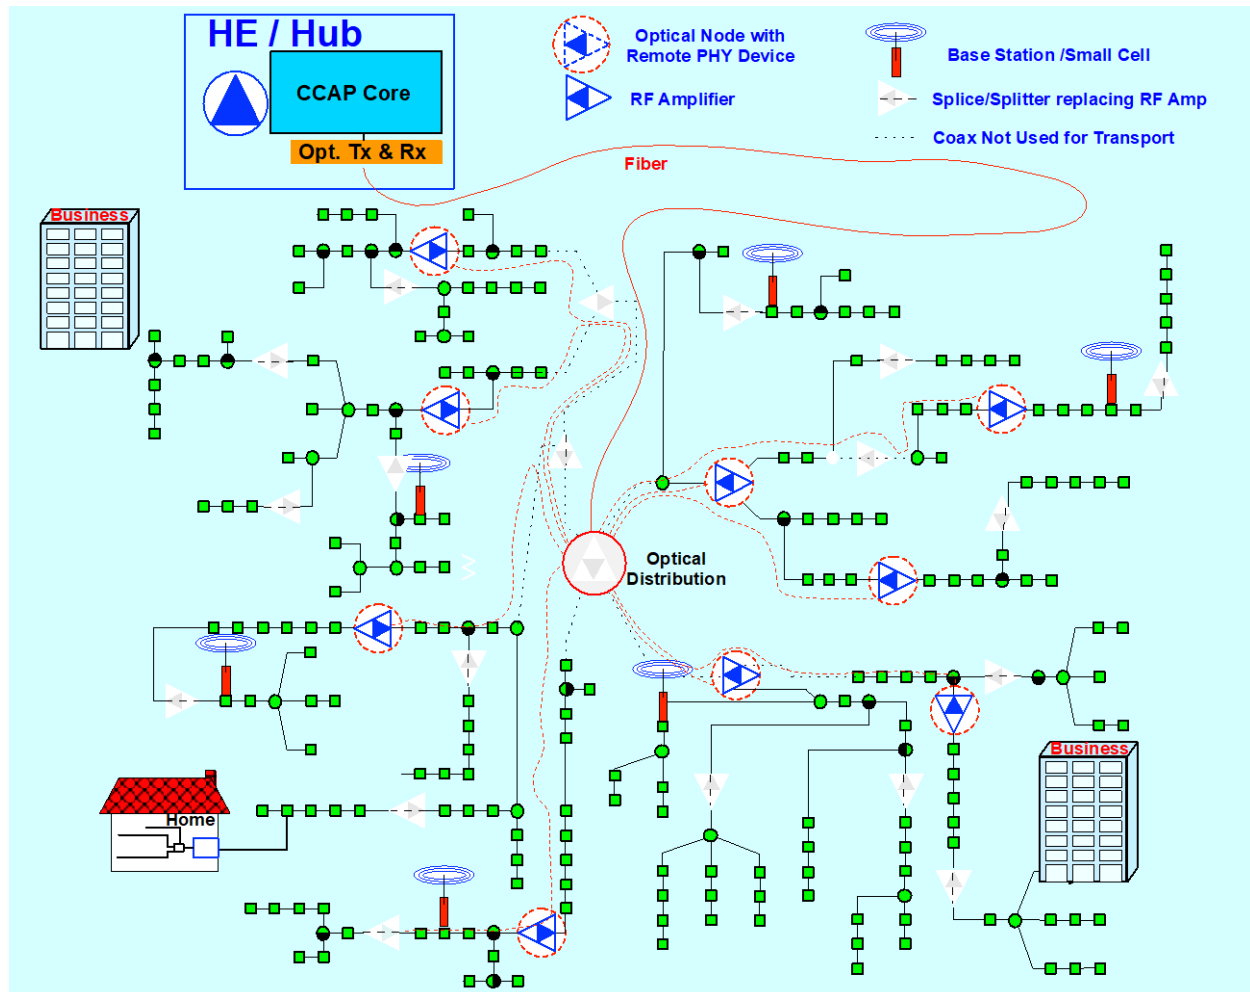 HE / Hub
CCAP Core
Opt. Tx & Rx
Optical Node with
Remote PHY Device
RF Amplifier
Base Station /Small Cell
Splice/Splitter replacing RF Amp
Coax Not Used for Transport
Fiber
Business
Optical
Distribution
Business
Home